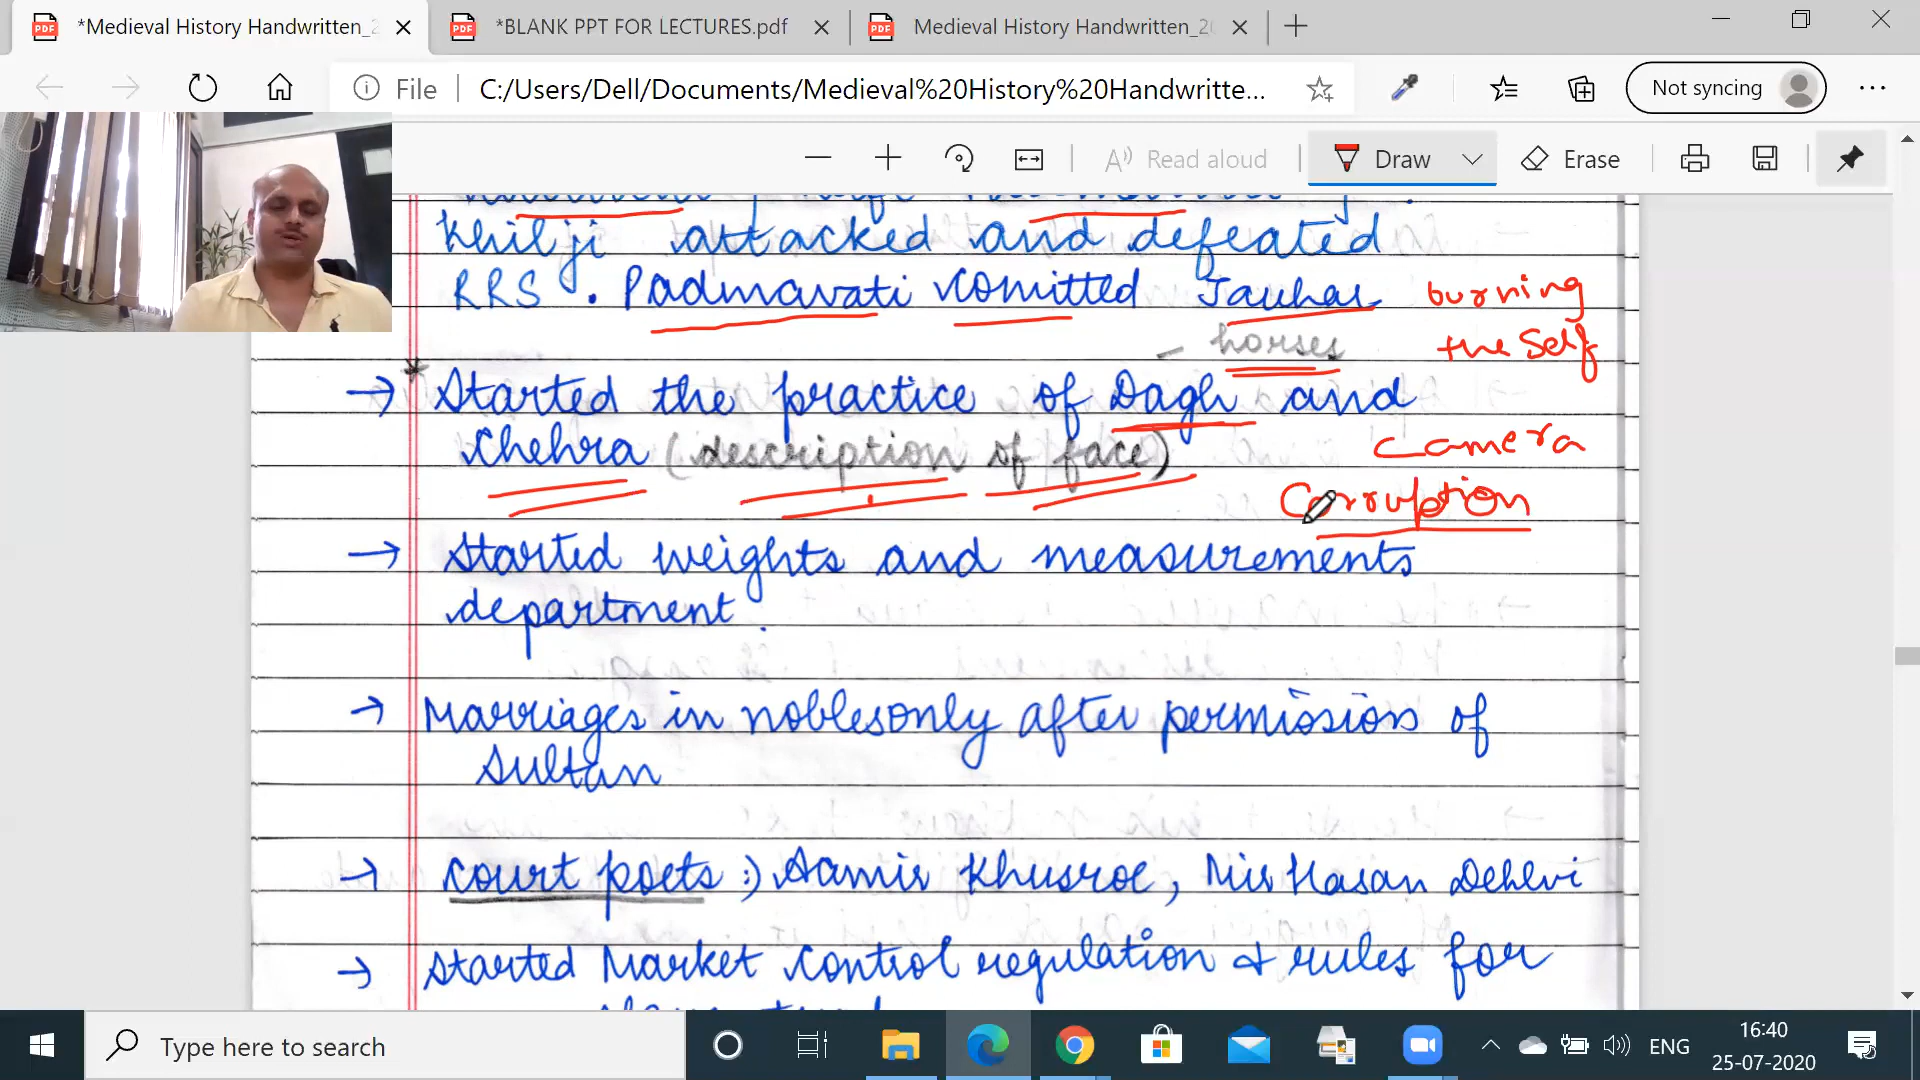 *Medieval History Handwritten_2
*BLANK PPT FOR LECTURES.pdf
Medieval History Handwritten_20
File
C:/Users/Dell/Documents/Medieval%20History%20Handwritte...
Not syncing
Read aloud
Draw
Erase
Khilji attacked and defeated
RRS. Padmavati comitted Jauhar
burning
the Self
- horses
→ * Started the practice of Dagh and
chehra (description of face)
camera
Corruption
→ Started weights and measurements
department.
→ Marriages in nobles only after permission of
Sultan
→ court poets :) Aamir Khusroe, Mir Hasan Dehlvi
→ started Market control regulation & rules for
Type here to search
ENG
16:40
25-07-2020